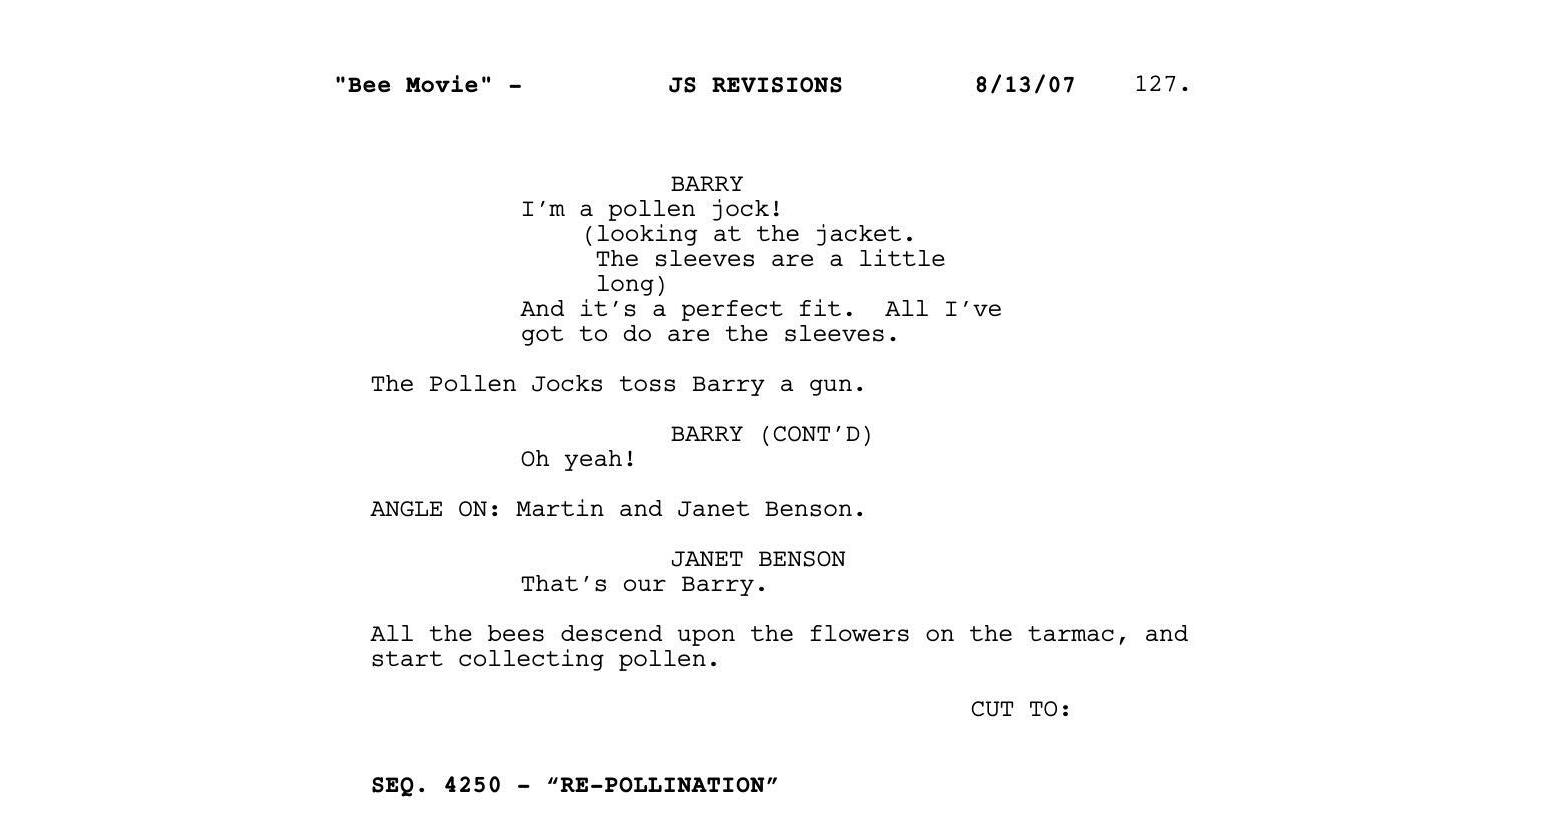 "Bee Movie" - JS REVISIONS 8/13/07 127.
BARRY
I’m a pollen jock!
(looking at the jacket.
The sleeves are a little
long)
And it’s a perfect fit.  All I’ve
got to do are the sleeves.
The Pollen Jocks toss Barry a gun.
BARRY (CONT’D)
Oh yeah!
ANGLE ON: Martin and Janet Benson.
JANET BENSON
That’s our Barry.
All the bees descend upon the flowers on the tarmac, and
start collecting pollen.
CUT TO:
SEQ. 4250 - “RE-POLLINATION”